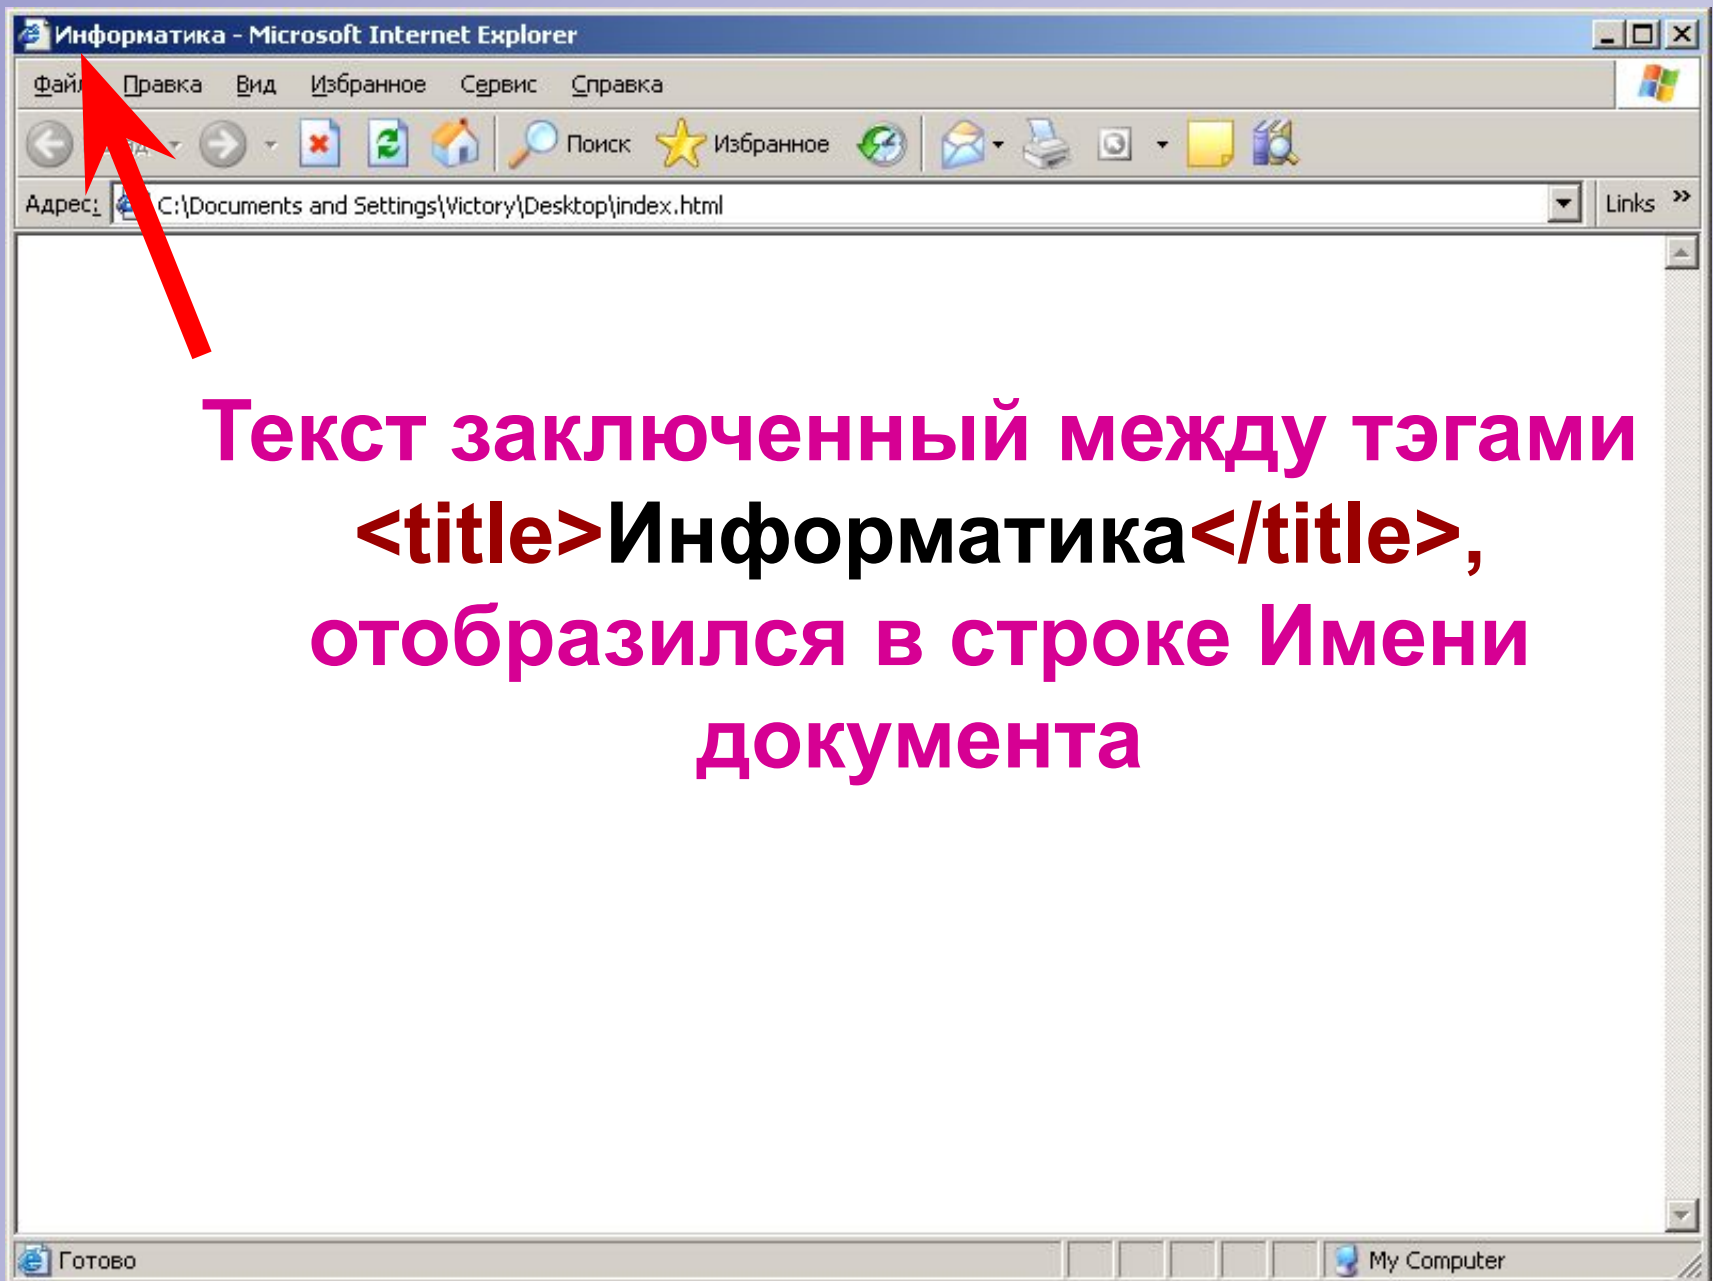 Информатика - Microsoft Internet Explorer
Файл Правка Вид Избранное Сервис Справка
Поиск Избранное
Адрес: C:\Documents and Settings\Victory\Desktop\index.html Links »
Текст заключенный между тэгами
<title>Информатика</title>,
отобразился в строке Имени
документа
Готово My Computer